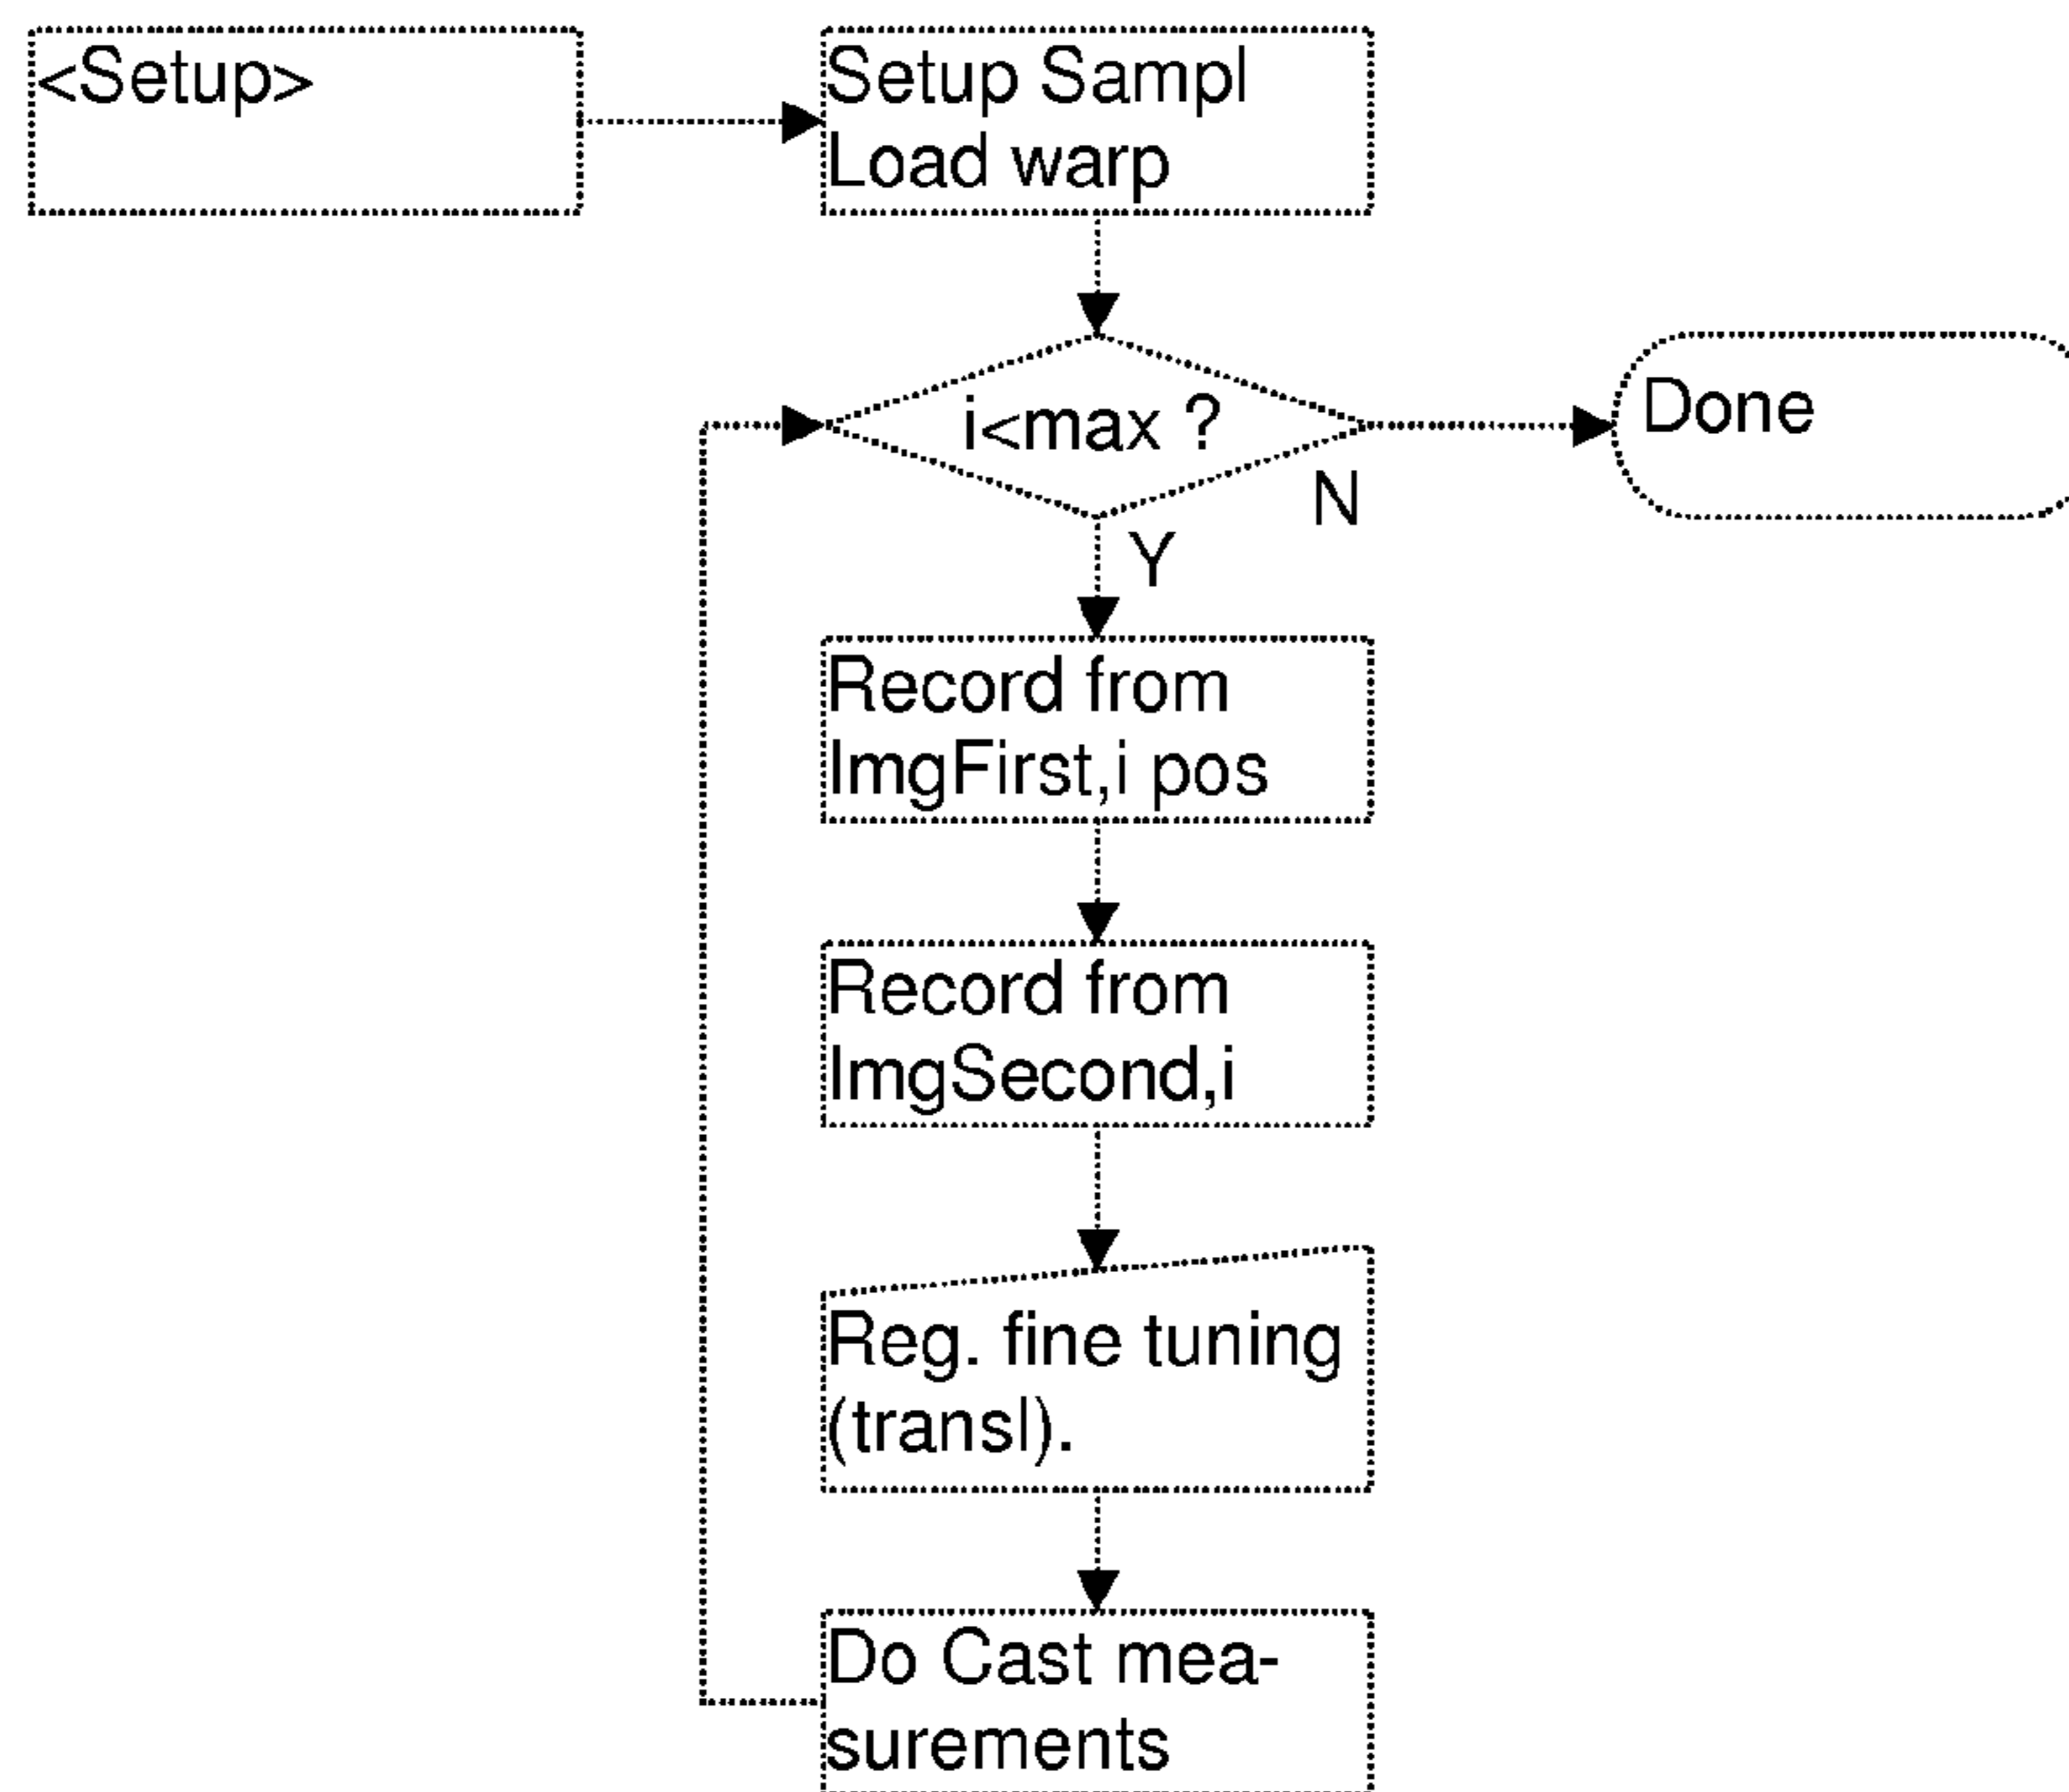 <Setup>
Setup Sampl
Load warp
i<max ?
Done
N
Y
Record from
ImgFirst,i pos
Record from
ImgSecond,i
Reg. fine tuning
(transl).
Do Cast mea-
surements